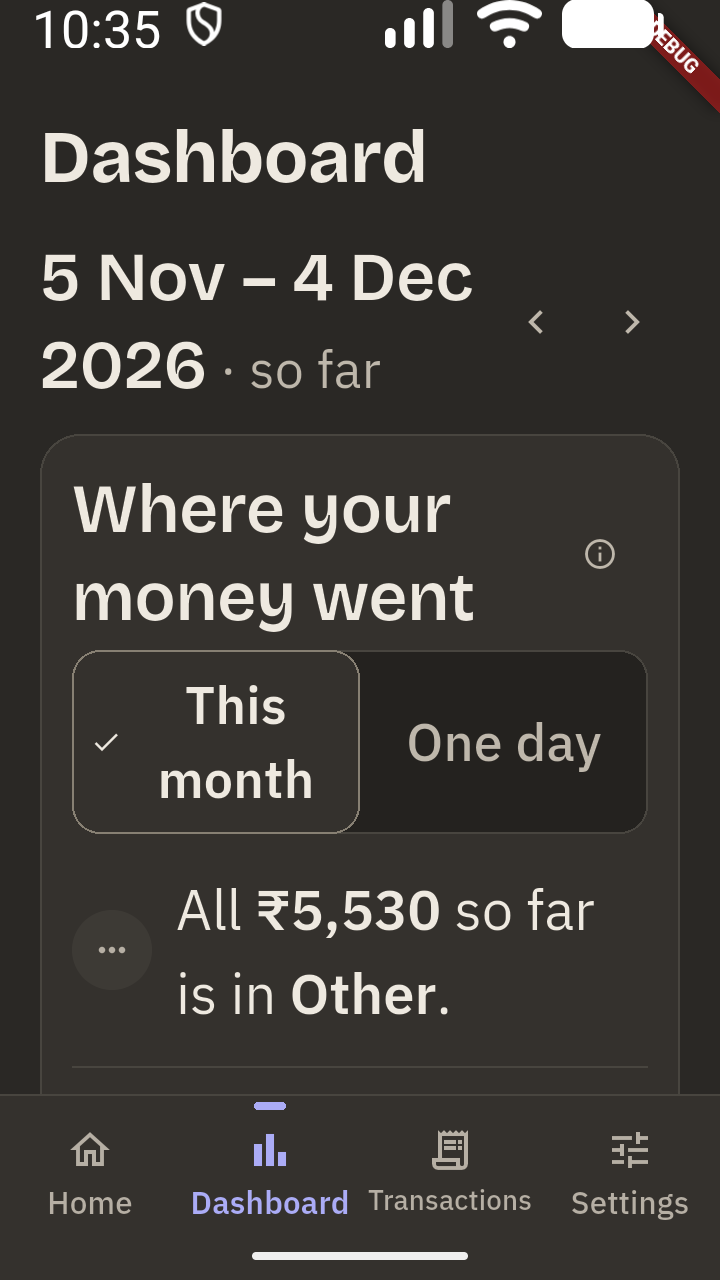 10:35
DEBUG
Dashboard
5 Nov – 4 Dec
2026 · so far
Where your
money went
This
month
One day
All ₹5,530 so far
is in Other.
Home
Dashboard
Transactions
Settings